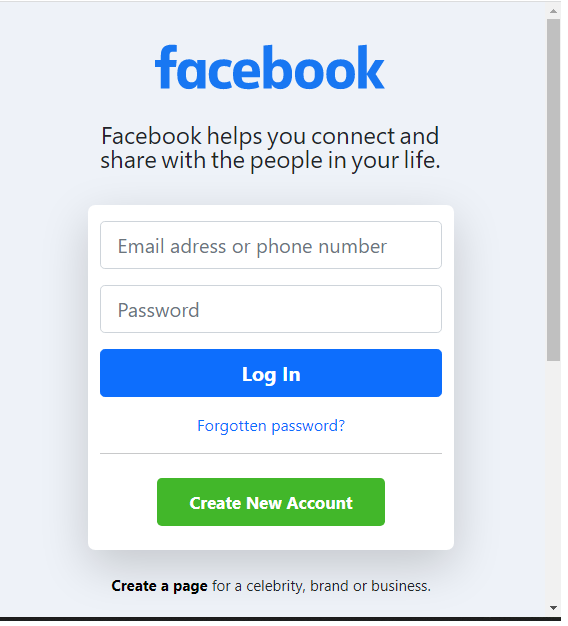 facebook
Facebook helps you connect and
share with the people in your life.
Email adress or phone number
Password
Log In
Forgotten password?
Create New Account
Create a page for a celebrity, brand or business.